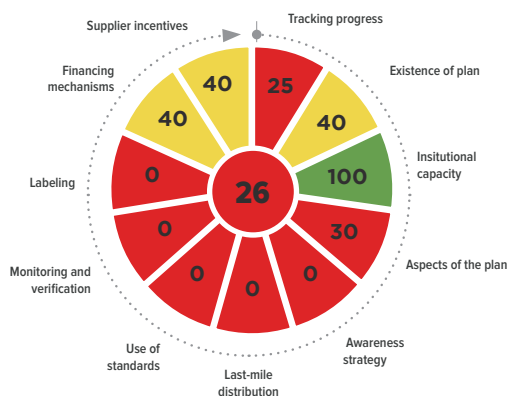 Tracking progress
25
Existence of plan
40
Insitutional
capacity
100
Aspects of the plan
30
Awareness
strategy
0
Last-mile
distribution
0
Use of
standards
0
Monitoring and
verification
0
Labeling
0
Financing
mechanisms
40
Supplier incentives
40
26